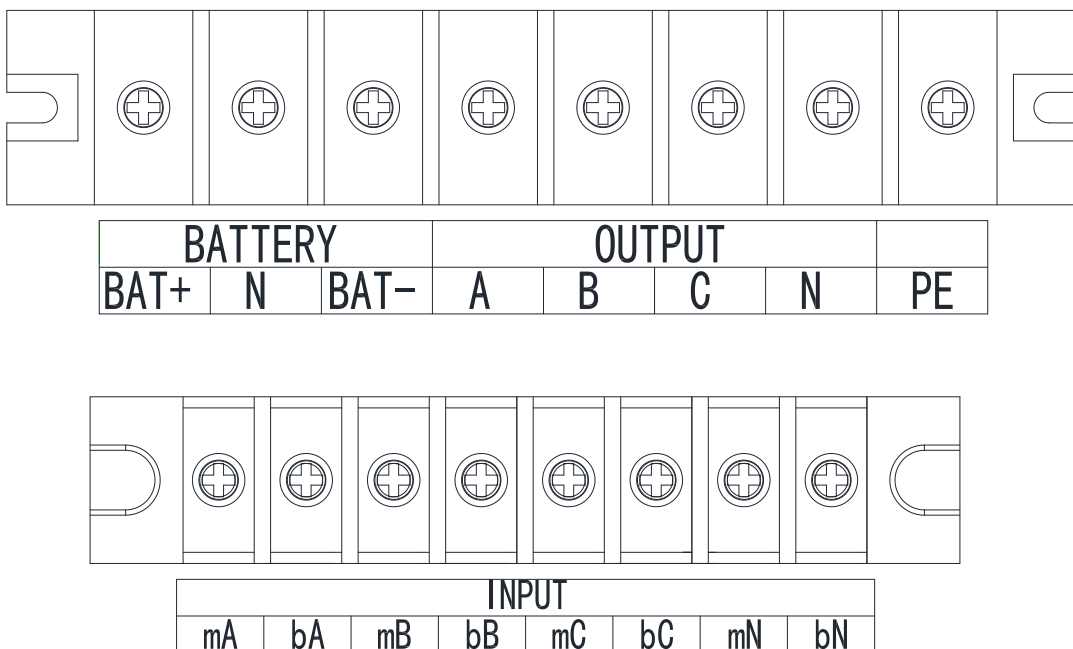 BATTERY OUTPUT
BAT+ N BAT- A B C N PE
INPUT
mA bA mB bB mC bC mN bN